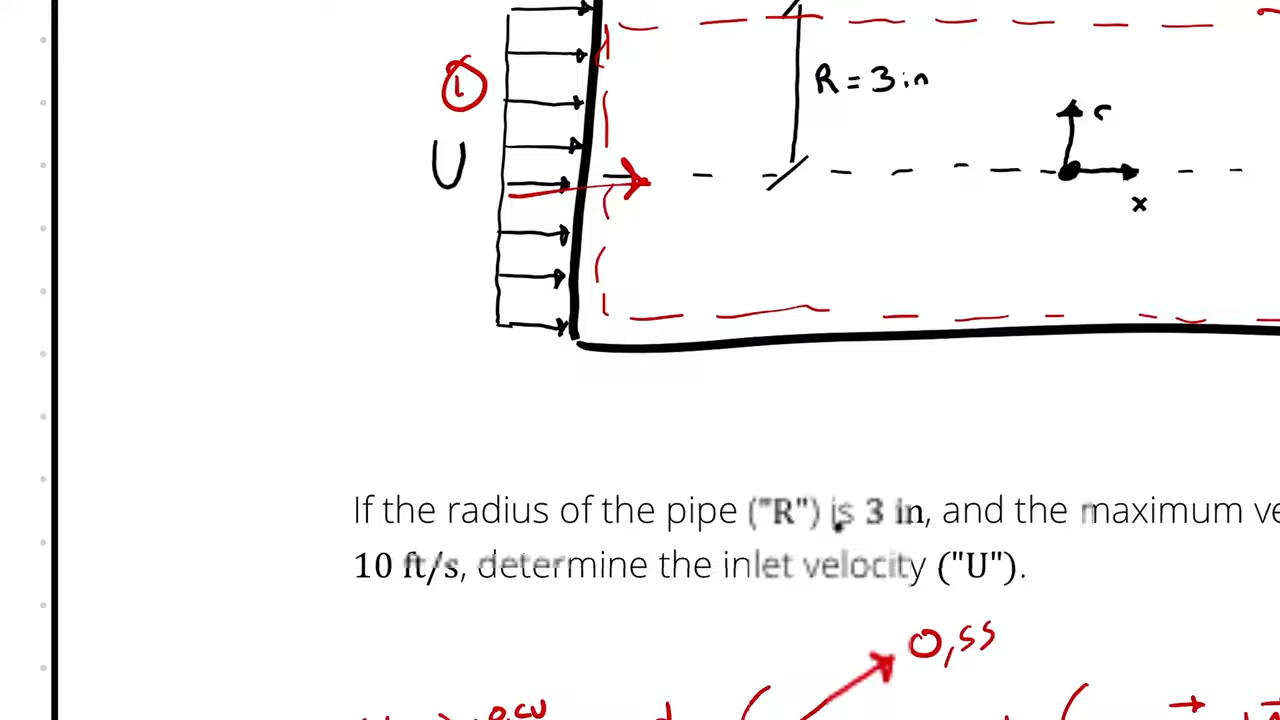 R = 3 in
①
U
r
x
If the radius of the pipe ("R") is 3 in, and the maximum ve
10 ft/s, determine the inlet velocity ("U").
0, ss